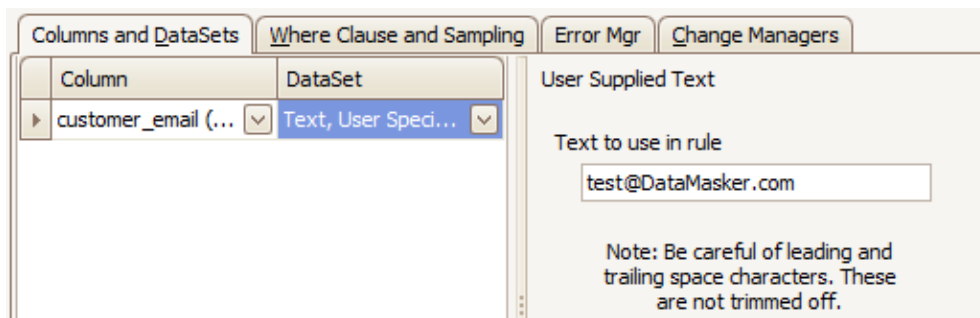 Columns and DataSets Where Clause and Sampling Error Mgr Change Managers
Column DataSet
customer_email (... Text, User Speci...
User Supplied Text
Text to use in rule
test@DataMasker.com
Note: Be careful of leading and
trailing space characters. These
are not trimmed off.